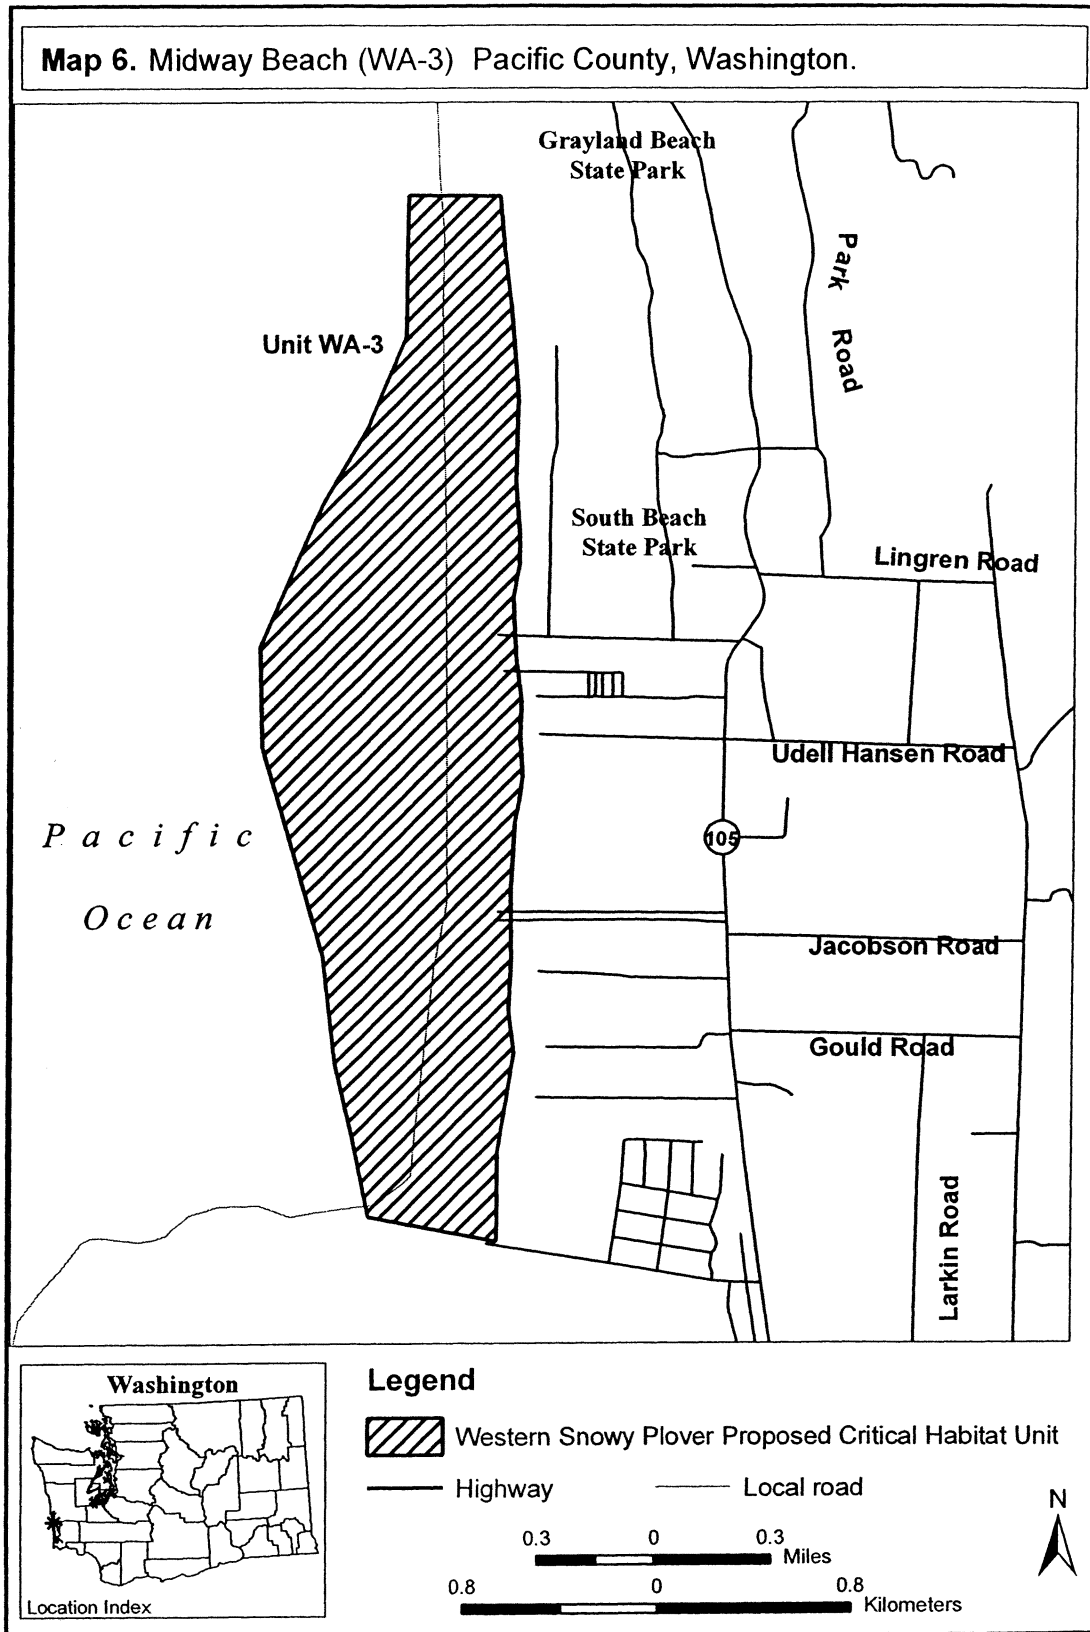 Map 6. Midway Beach (WA-3) Pacific County, Washington.
Grayland Beach
State Park
Park Road
Unit WA-3
South Beach
State Park
Lingren Road
Udell Hansen Road
Pacific
Ocean
105
Jacobson Road
Gould Road
Larkin Road
Washington
Location Index
Legend
Western Snowy Plover Proposed Critical Habitat Unit
Highway
Local road
N
0.3 0 0.3
Miles
0.8 0 0.8
Kilometers